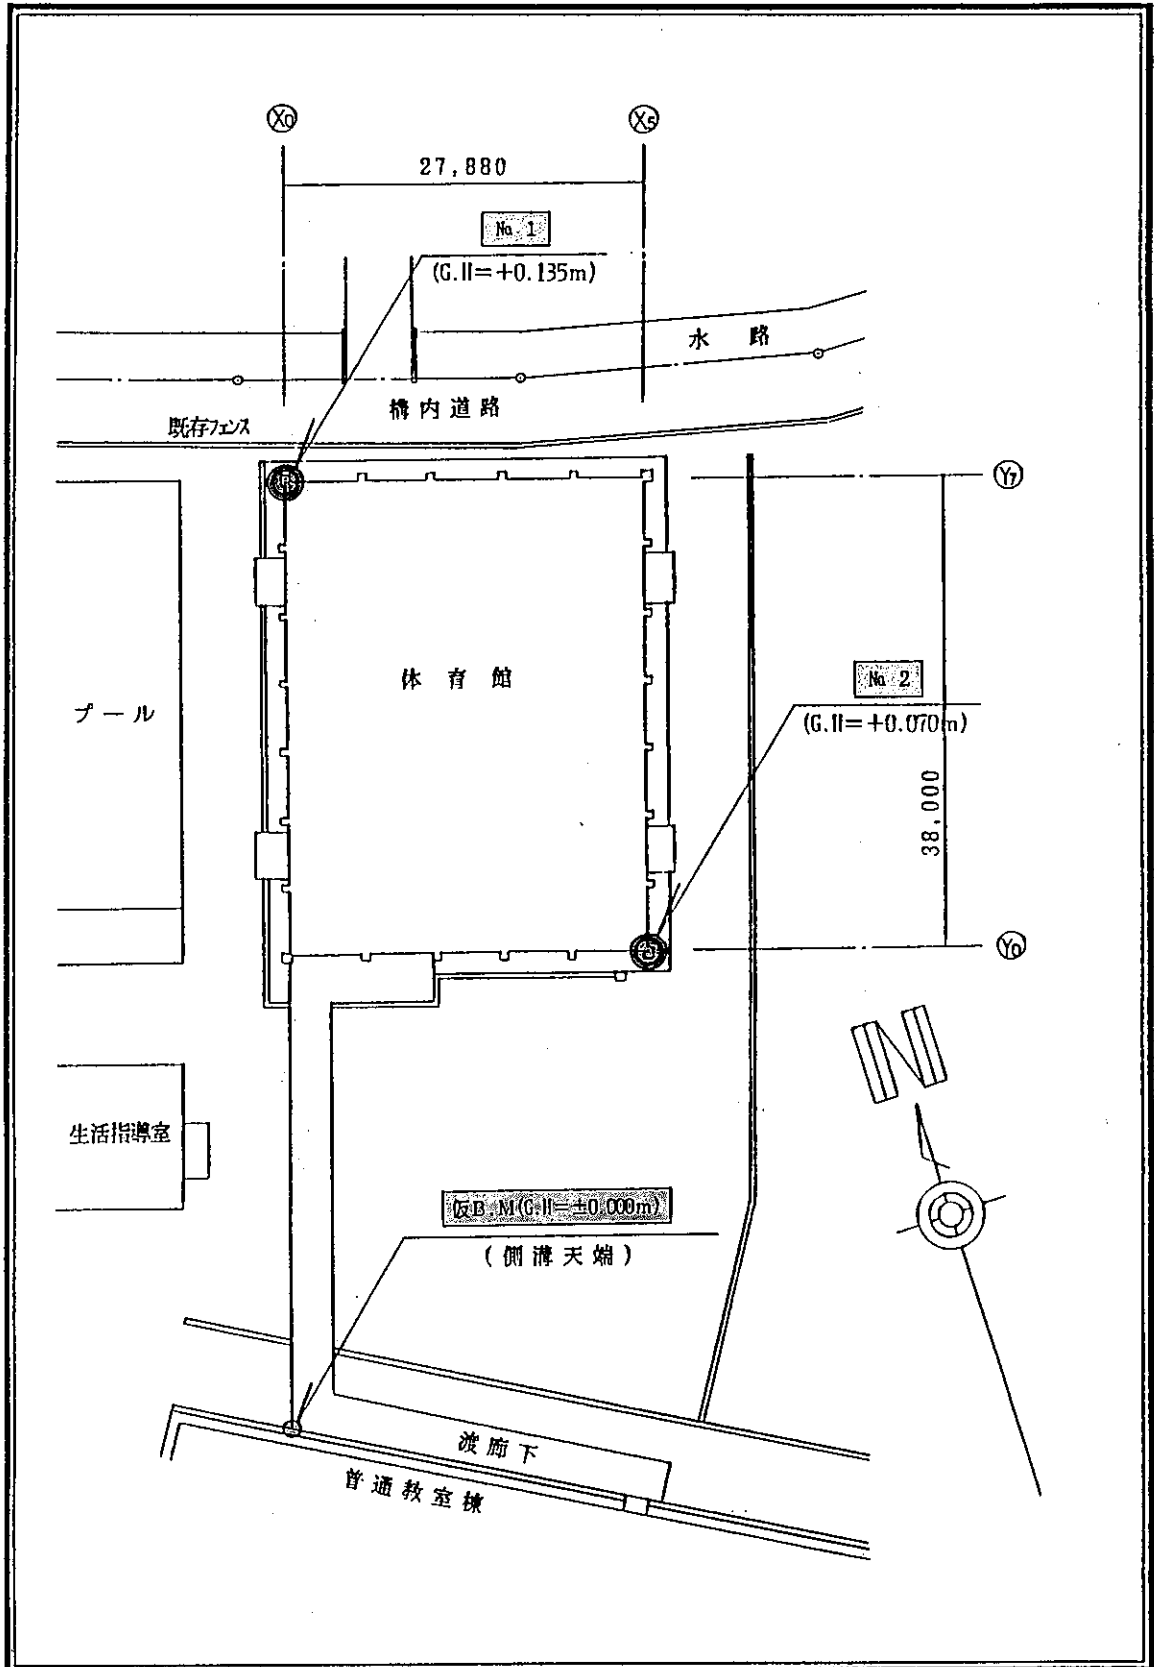 X0
X5
27,880
No. 1
(G.H=+0.135m)
水路
構内道路
既存フェンス
Y7
体育館
No 2
プール
(G.H=+0.070m)
38,000
Y0
N
生活指導室
仮B.M(G.H=±0.000m)
(側溝天端)
渡廊下
普通教室棟